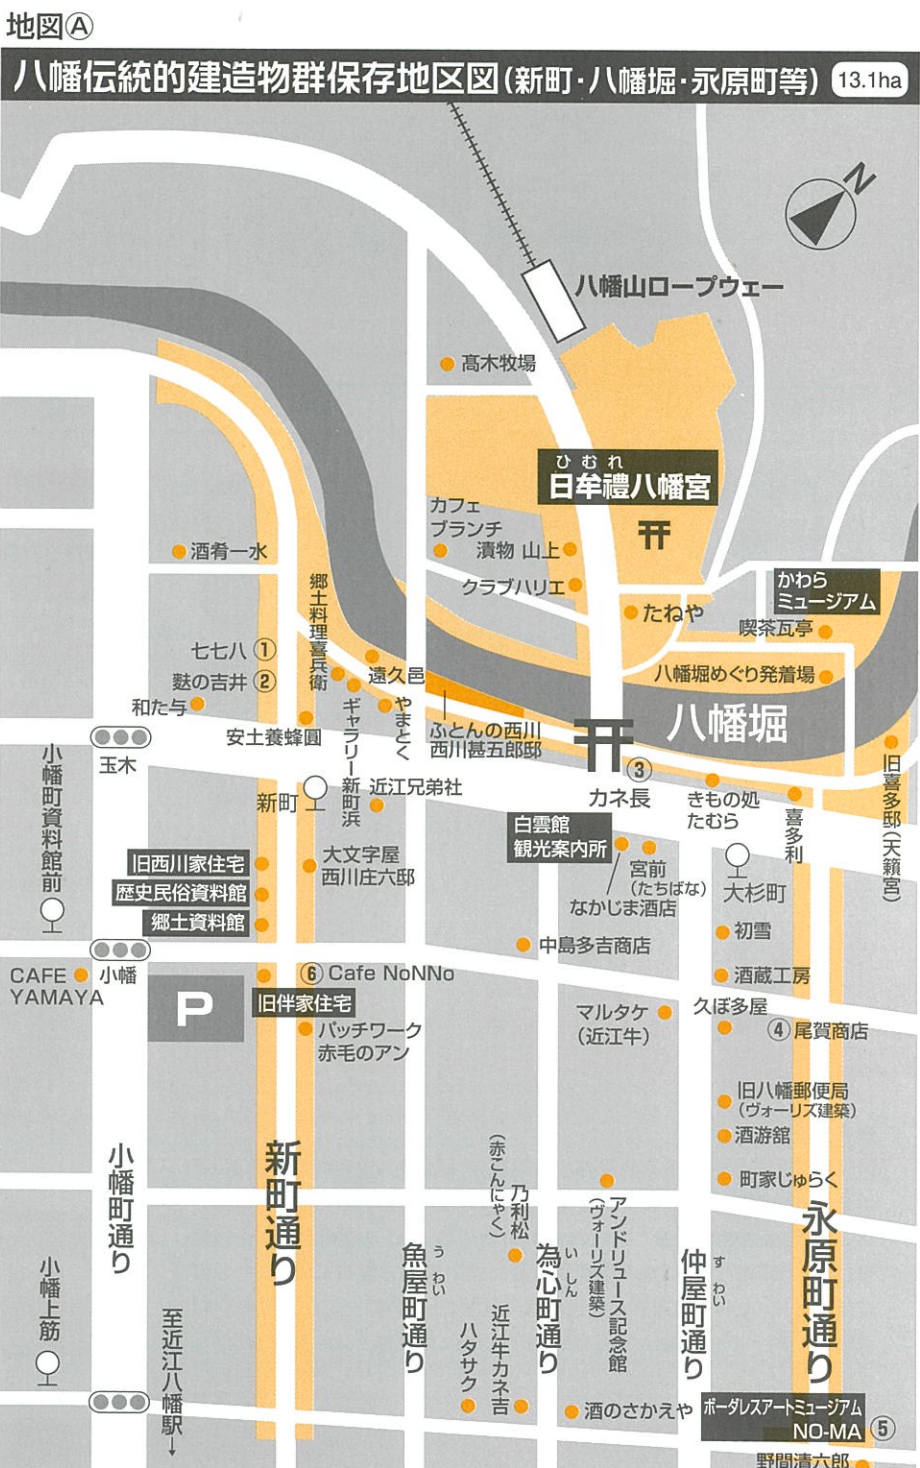 地図Ⓐ
八幡伝統的建造物群保存地区図(新町・八幡堀・永原町等) 13.1ha
N
八幡山ロープウェー
髙木牧場
ひむれ
日牟禮八幡宮
カフェ
ブランチ
漬物 山上
クラブハリエ
たねや
かわら
ミュージアム
喫茶瓦亭
八幡堀めぐり発着場
八幡堀
酒肴一水
郷土料理喜兵衛
七七八 ①
麩の吉井 ②
和た与
安土養蜂園
遠久邑
やまとく
ギャラリー新町浜
ふとんの西川
西川甚五郎邸
玉木
小幡町資料館前
新町
近江兄弟社
③
カネ長
きもの処
たむら
喜多利
旧喜多邸(天籟宮)
白雲館
観光案内所
宮前
(たちばな)
なかじま酒店
大杉町
旧西川家住宅
歴史民俗資料館
郷土資料館
大文字屋
西川庄六邸
中島多吉商店
初雪
酒蔵工房
CAFE
YAMAYA
小幡
P
⑥ Cafe NoNNo
旧伴家住宅
パッチワーク
赤毛のアン
マルタケ
(近江牛)
久ぼ多屋
④ 尾賀商店
旧八幡郵便局
(ヴォーリズ建築)
酒游舘
町家じゅらく
小幡町通り
新町通り
魚屋町通り
うわい
乃利松
(赤こんにゃく)
為心町通り
いしん
アンドリュース記念館
(ヴォーリズ建築)
仲屋町通り
すわい
永原町通り
小幡上筋
至近江八幡駅→
ハタサク
近江牛カネ吉
酒のさかえや
ボーダレスアートミュージアム
NO-MA ⑤
野間清六郎